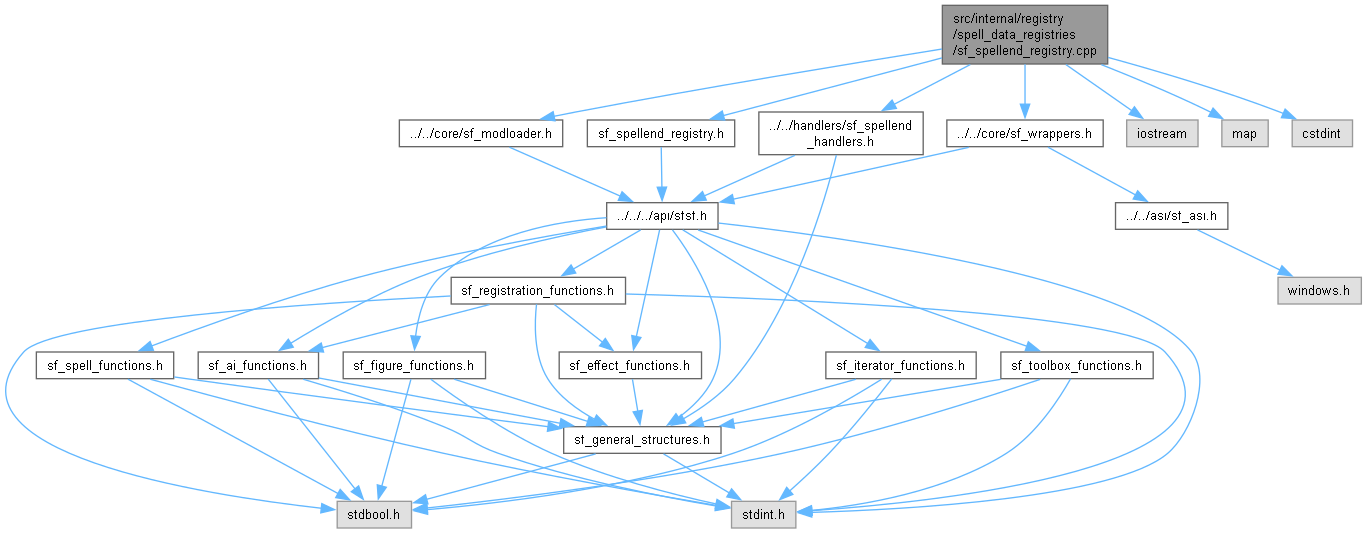 src/internal/registry
/spell_data_registries
/sf_spellend_registry.cpp
../../core/sf_modloader.h
sf_spellend_registry.h
../../handlers/sf_spellend
_handlers.h
../../core/sf_wrappers.h
iostream
map
cstdint
../../../api/sfsf.h
../../asi/sf_asi.h
sf_registration_functions.h
windows.h
sf_spell_functions.h
sf_ai_functions.h
sf_figure_functions.h
sf_effect_functions.h
sf_iterator_functions.h
sf_toolbox_functions.h
sf_general_structures.h
stdbool.h
stdint.h